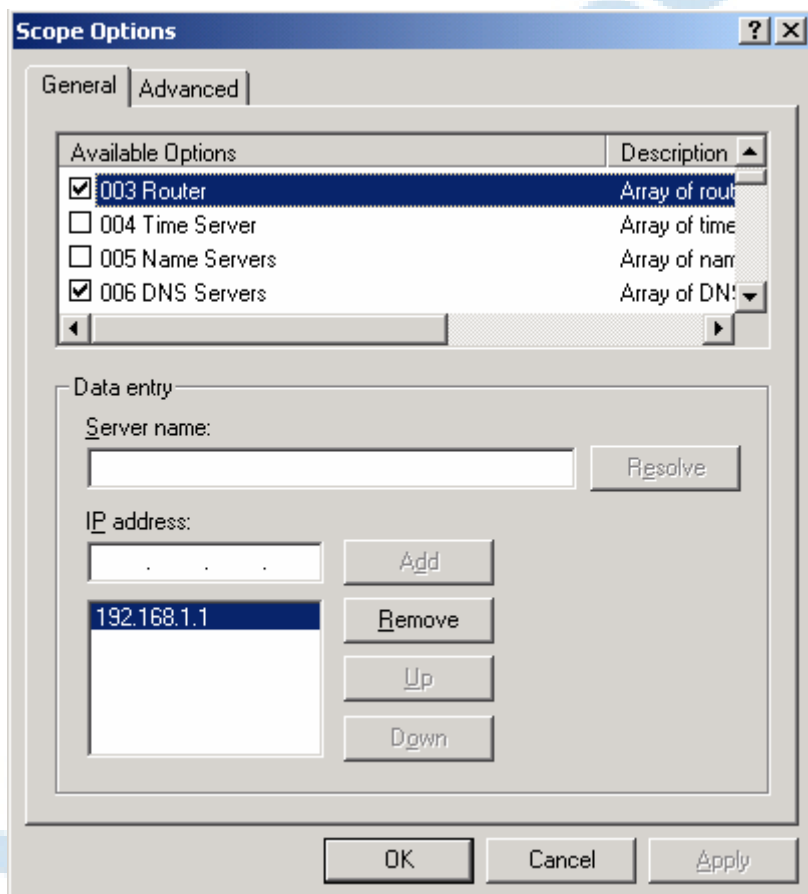 Scope Options
General Advanced
Available Options Description
003 Router Array of rout
004 Time Server Array of time
005 Name Servers Array of nam
006 DNS Servers Array of DN
Data entry
Server name:
Resolve
IP address:
. . . Add
192.168.1.1 Remove
Up
Down
OK Cancel Apply